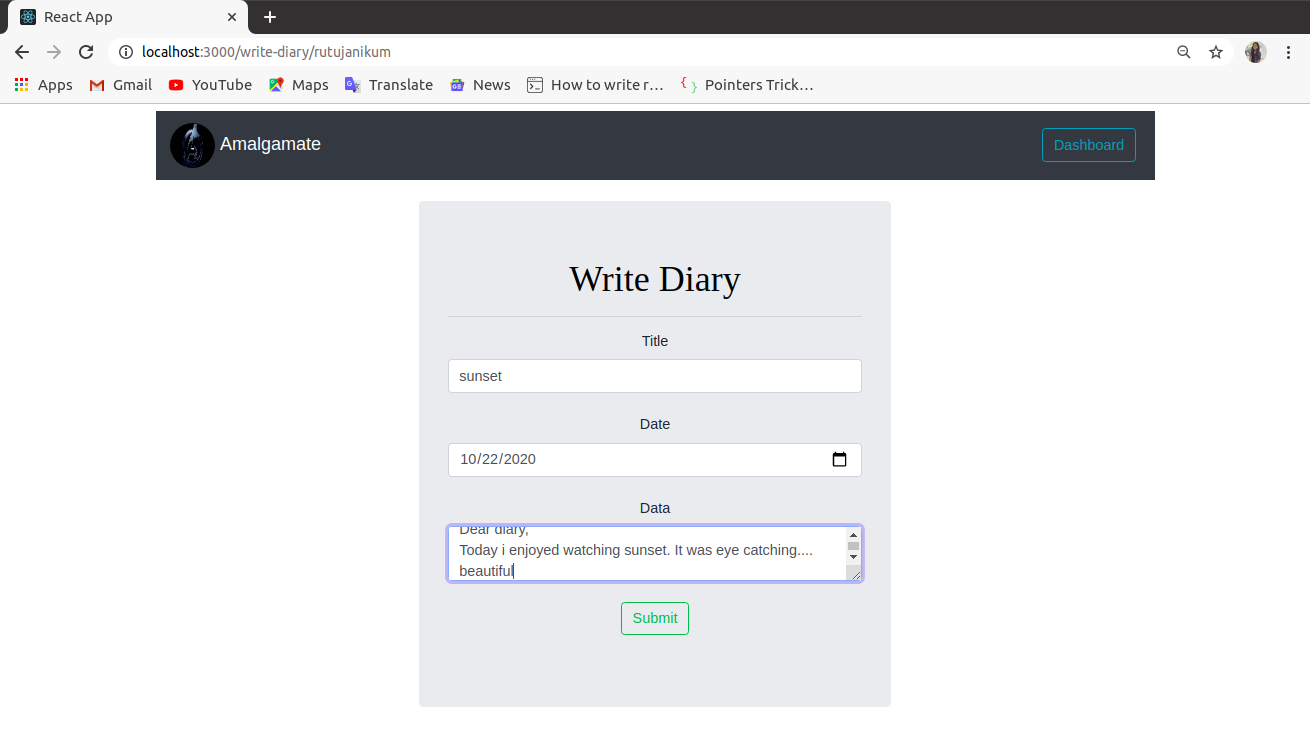 React App
localhost:3000/write-diary/rutujanikum
Apps Gmail YouTube Maps Translate News How to write r… Pointers Trick…
Amalgamate Dashboard
Write Diary
Title
sunset
Date
10/22/2020
Data
Dear diary,
Today i enjoyed watching sunset. It was eye catching....
beautiful
Submit